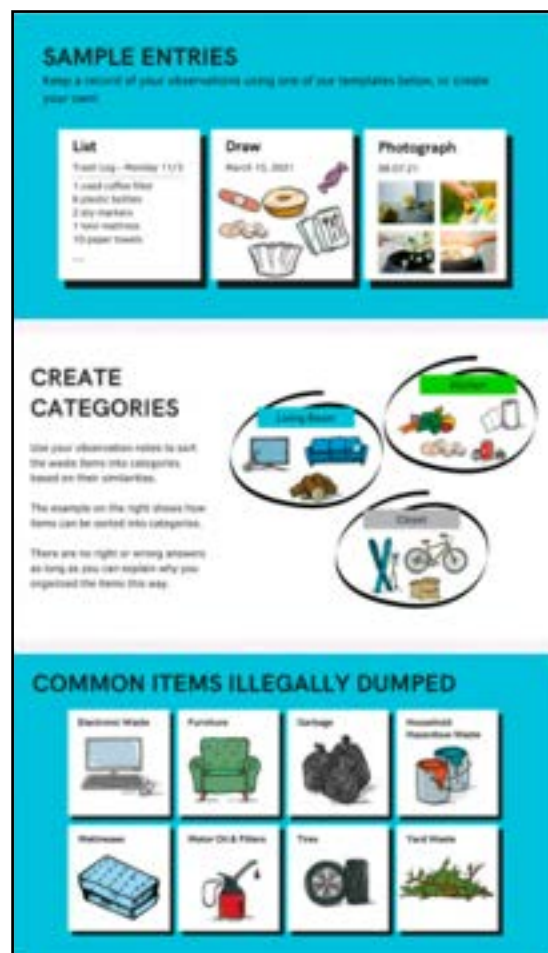 SAMPLE ENTRIES
Keep a record of your observations using one of our templates below, or create
your own!
List
Trash Log - Monday 11/3
1 used coffee filter
6 plastic bottles
2 dry markers
1 twin mattress
10 paper towels
...
Draw
March 15, 2021
Photograph
08.07.21
CREATE
CATEGORIES
Use your observation notes to sort
the waste items into categories
based on their similarities.
The example on the right shows how
items can be sorted into categories.
There are no right or wrong answers
as long as you can explain why you
organized the items this way.
Living Room
Kitchen
Closet
COMMON ITEMS ILLEGALLY DUMPED
Electronic Waste
Furniture
Garbage
Household
Hazardous Waste
Mattresses
Motor Oil & Filters
Tires
Yard Waste